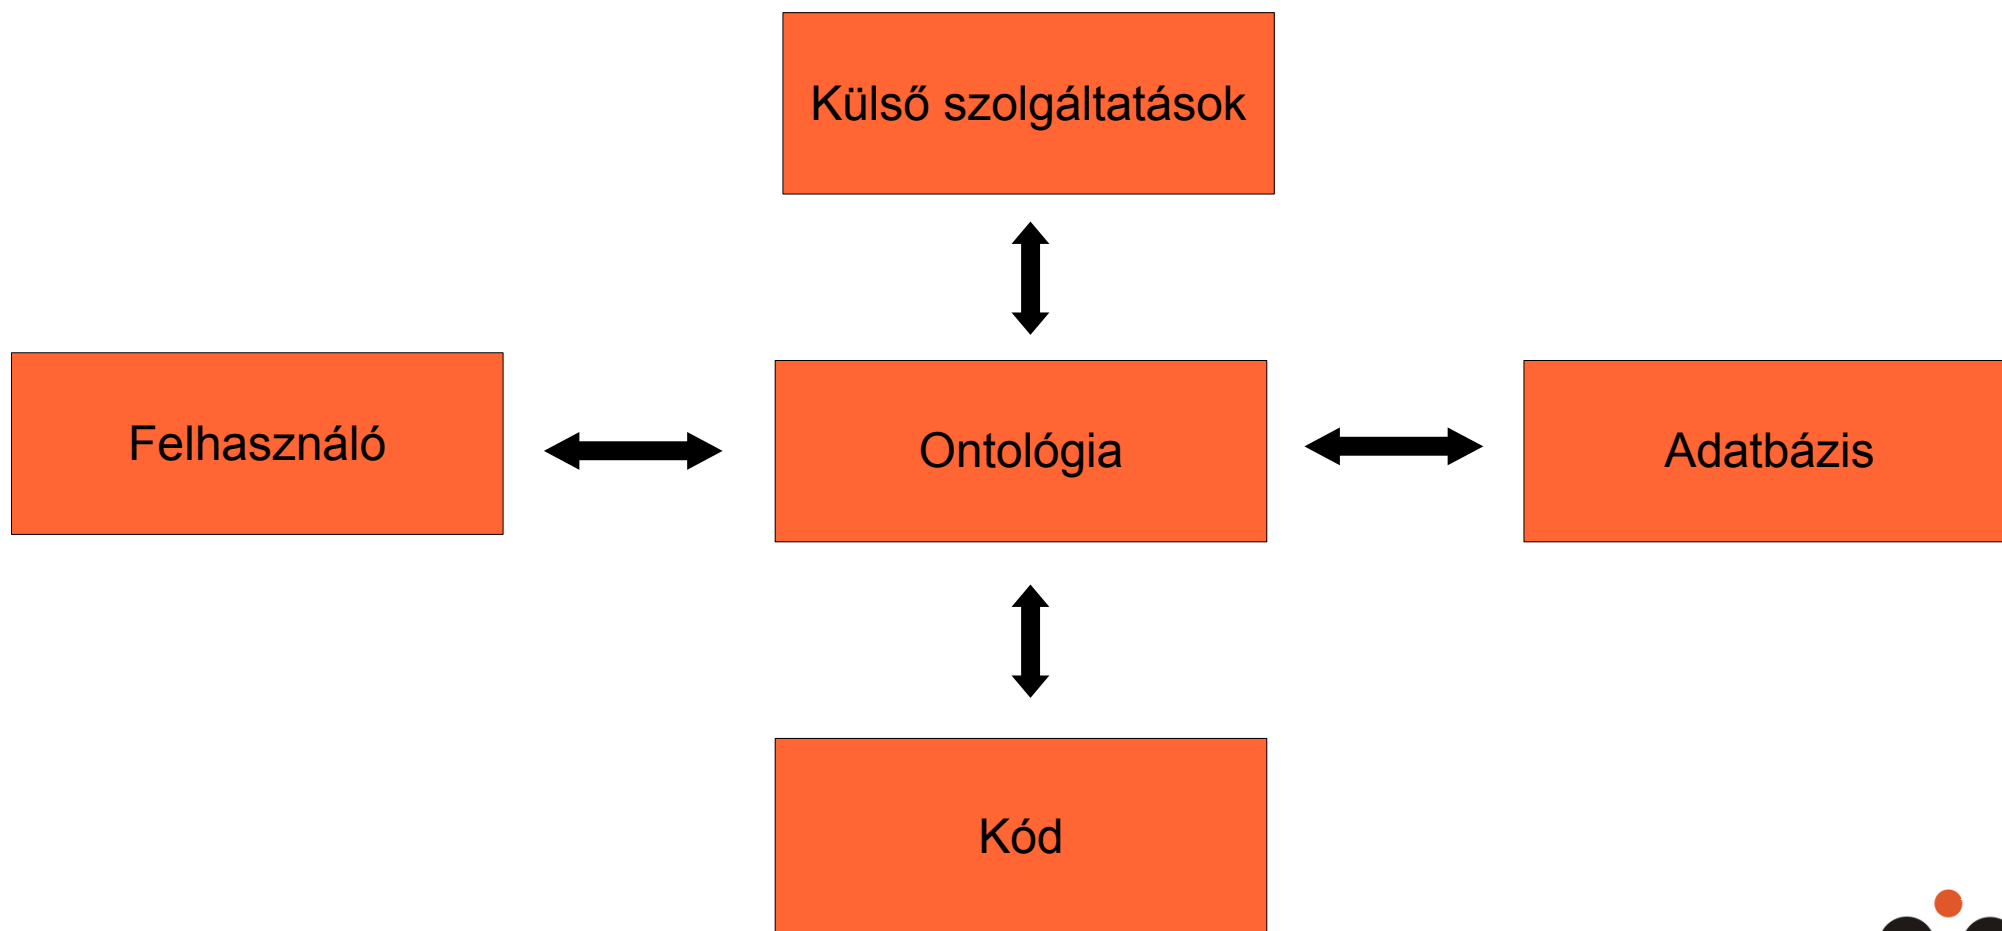 Külső szolgáltatások
Felhasználó
Ontológia
Adatbázis
Kód